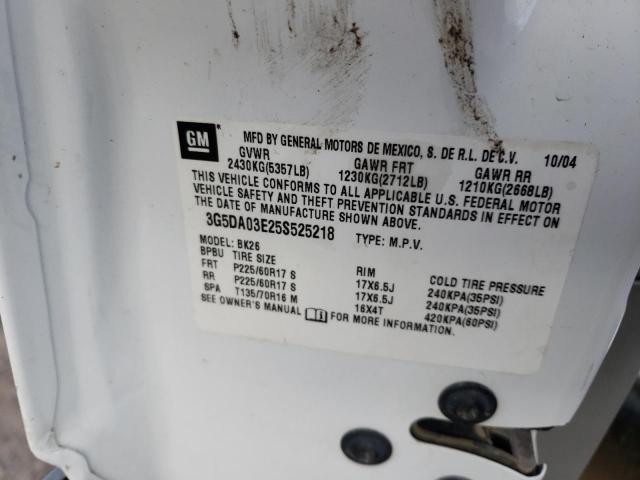 GM
MFD BY GENERAL MOTORS DE MEXICO, S. DE R.L. DE C.V. 10/04
GVWR GAWR FRT GAWR RR
2430KG(5357LB) 1230KG(2712LB) 1210KG(2668LB)
THIS VEHICLE CONFORMS TO ALL APPLICABLE U.S. FEDERAL MOTOR
VEHICLE SAFETY AND THEFT PREVENTION STANDARDS IN EFFECT ON
THE DATE OF MANUFACTURE SHOWN ABOVE.
3G5DA03E25S525218 TYPE: M.P.V.
MODEL: BK26
BPBU TIRE SIZE RIM COLD TIRE PRESSURE
FRT P225/60R17 S 17X6.5J 240KPA(35PSI)
RR P225/60R17 S 17X6.5J 240KPA(35PSI)
SPA T135/70R16 M 16X4T 420KPA(60PSI)
SEE OWNER'S MANUAL FOR MORE INFORMATION.